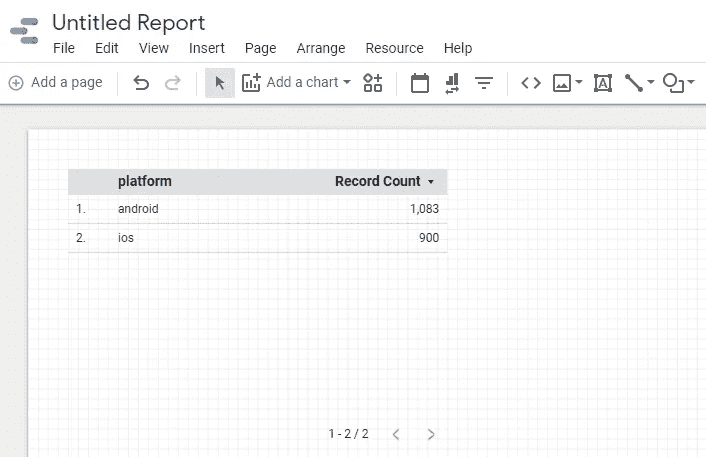 Untitled Report
File Edit View Insert Page Arrange Resource Help
Add a page Add a chart A
platform Record Count
1. android 1,083
2. ios 900
1 - 2 / 2